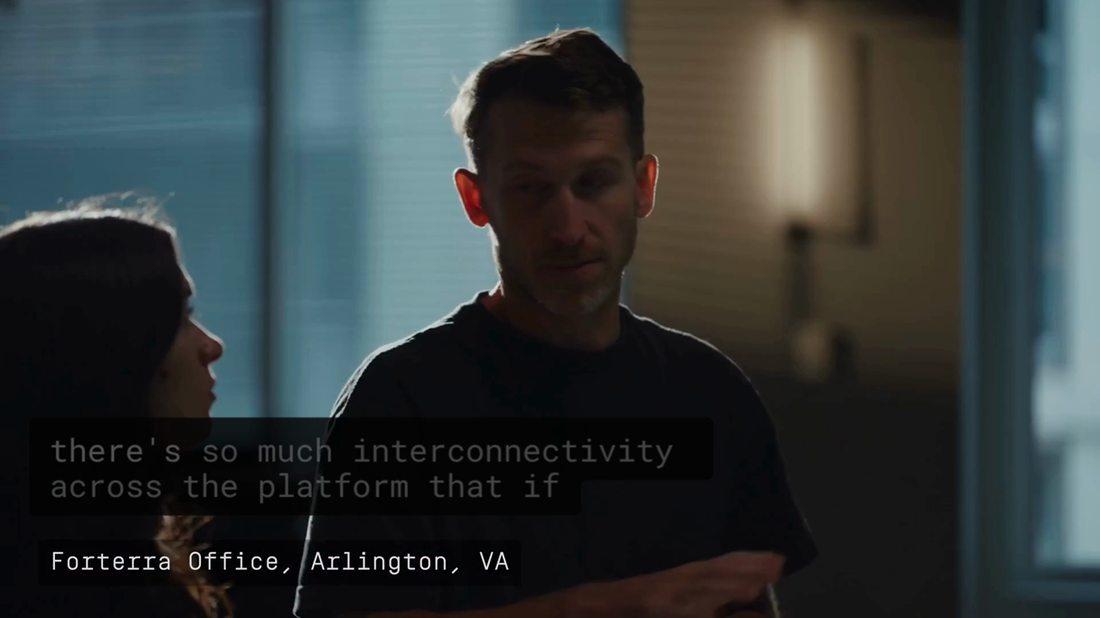 there's so much interconnectivity
across the platform that if
Forterra Office, Arlington, VA